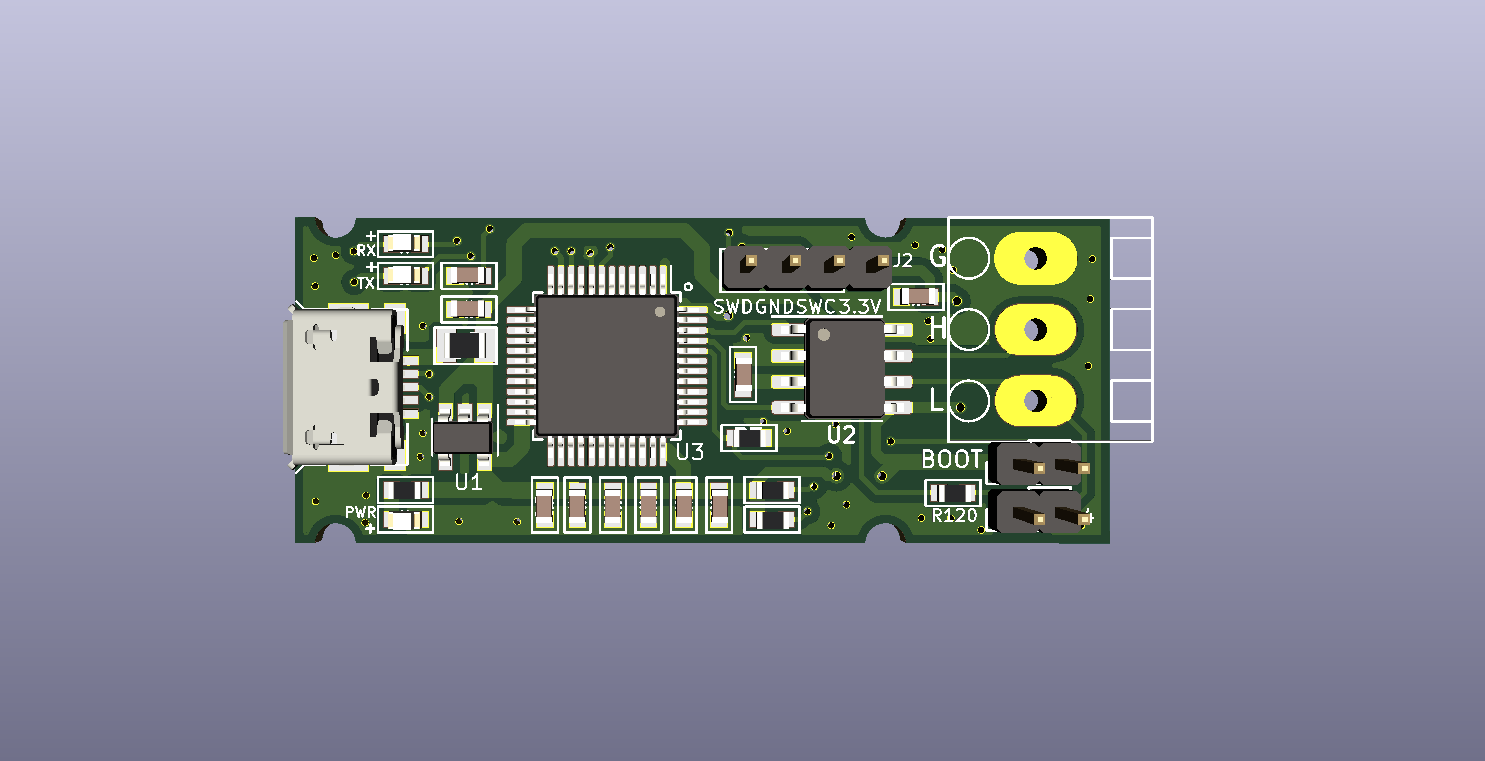 +
RX
+
TX
J2
G
SWDGNDSWC3.3V
H
L
U2
U3
BOOT
U1
PWR
+
R120